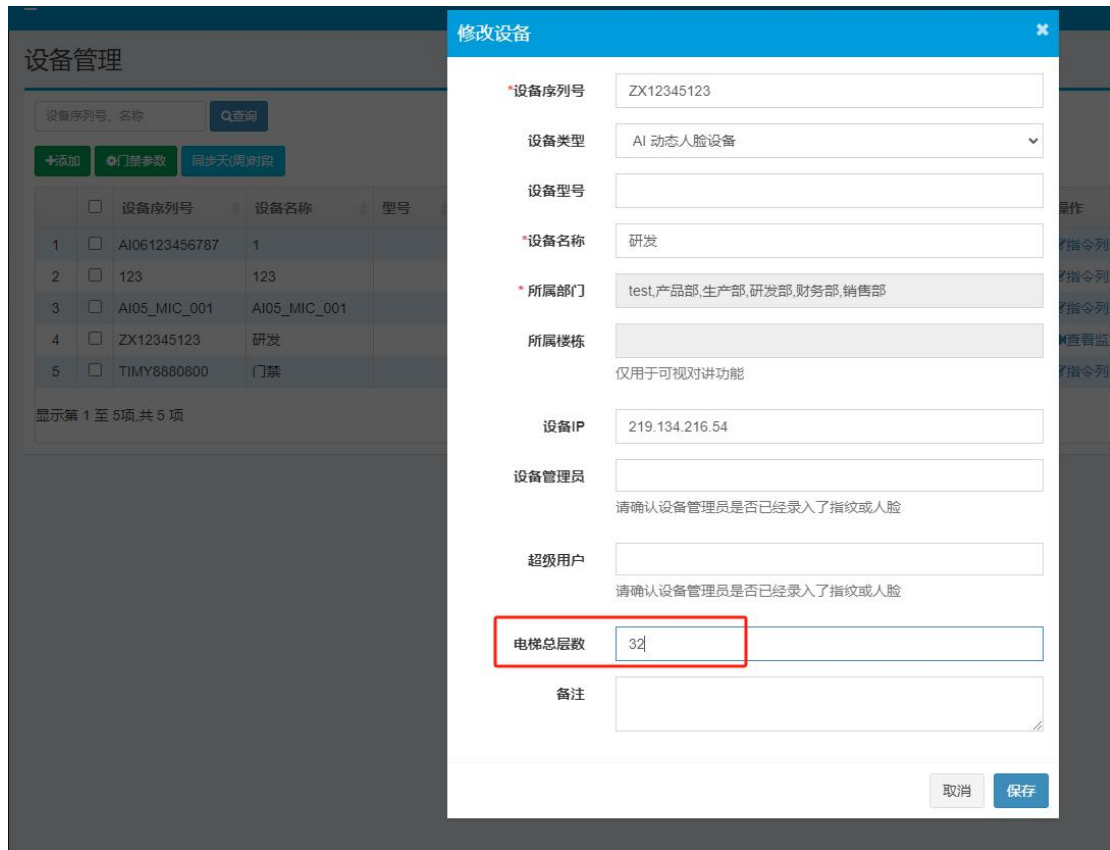 设备管理
设备序列号、名称 查询
添加 门禁参数 同步天(周)时段
设备序列号 设备名称 型号 操作
1 AI06123456787 1 指令列
2 123 123 指令列
3 AI05_MIC_001 AI05_MIC_001 指令列
4 ZX12345123 研发 查看监
5 TIMY8880800 门禁 指令列
显示第 1 至 5项,共 5 项
修改设备 ×
*设备序列号 ZX12345123
设备类型 AI 动态人脸设备
设备型号
*设备名称 研发
* 所属部门 test,产品部,生产部,研发部,财务部,销售部
所属楼栋
仅用于可视对讲功能
设备IP 219.134.216.54
设备管理员
请确认设备管理员是否已经录入了指纹或人脸
超级用户
请确认设备管理员是否已经录入了指纹或人脸
电梯总层数 32
备注
取消 保存